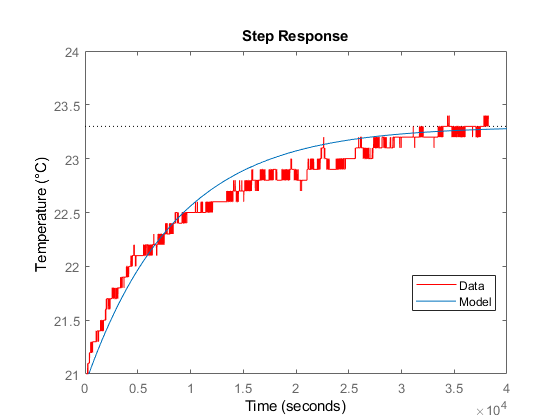 Step Response
24
23.5
23
22.5
22
21.5
21
Temperature (°C)
Data
Model
0 0.5 1 1.5 2 2.5 3 3.5 4
Time (seconds)
×10⁴